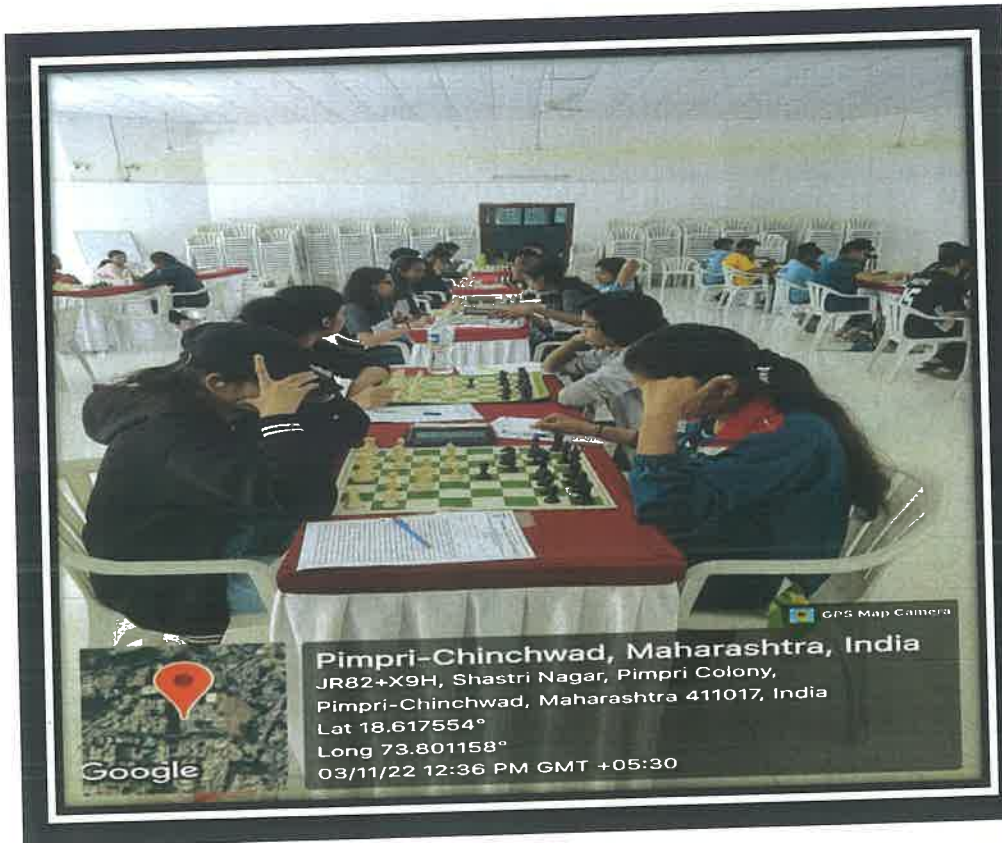 GPS Map Camera
Pimpri-Chinchwad, Maharashtra, India
JR82+X9H, Shastri Nagar, Pimpri Colony,
Pimpri-Chinchwad, Maharashtra 411017, India
Lat 18.617554°
Long 73.801158°
03/11/22 12:36 PM GMT +05:30
Google